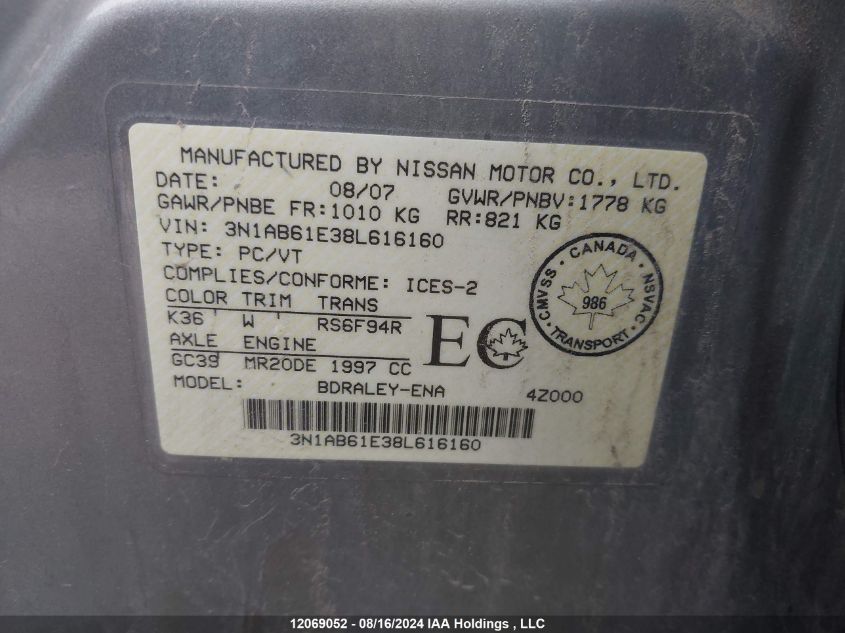 MANUFACTURED BY NISSAN MOTOR CO., LTD.
DATE: 08/07 GVWR/PNBV:1778 KG
GAWR/PNBE FR:1010 KG RR:821 KG
VIN: 3N1AB61E38L616160
TYPE: PC/VT
COMPLIES/CONFORME: ICES-2
COLOR TRIM TRANS
K36 ' W ' RS6F94R
AXLE ENGINE
GC39 MR20DE 1997 CC
MODEL: BDRALEY-ENA 4Z000
EC
CANADA
CMVSS · NSVAC
986
TRANSPORT
3N1AB61E38L616160
12069052 - 08/16/2024 IAA Holdings , LLC